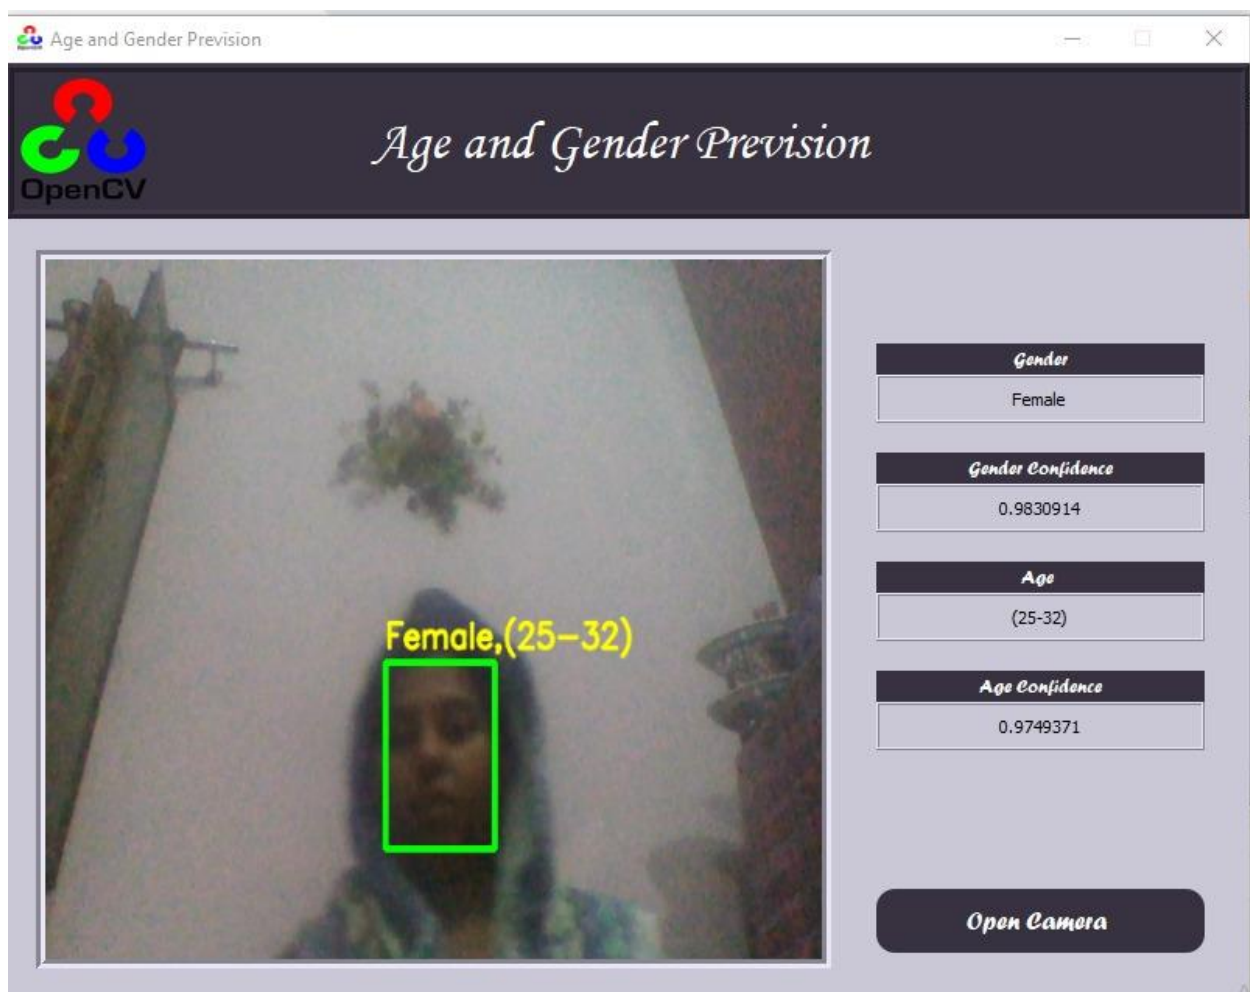 Age and Gender Prevision
OpenCV
Age and Gender Prevision
Female,(25-32)
Gender
Female
Gender Confidence
0.9830914
Age
(25-32)
Age Confidence
0.9749371
Open Camera